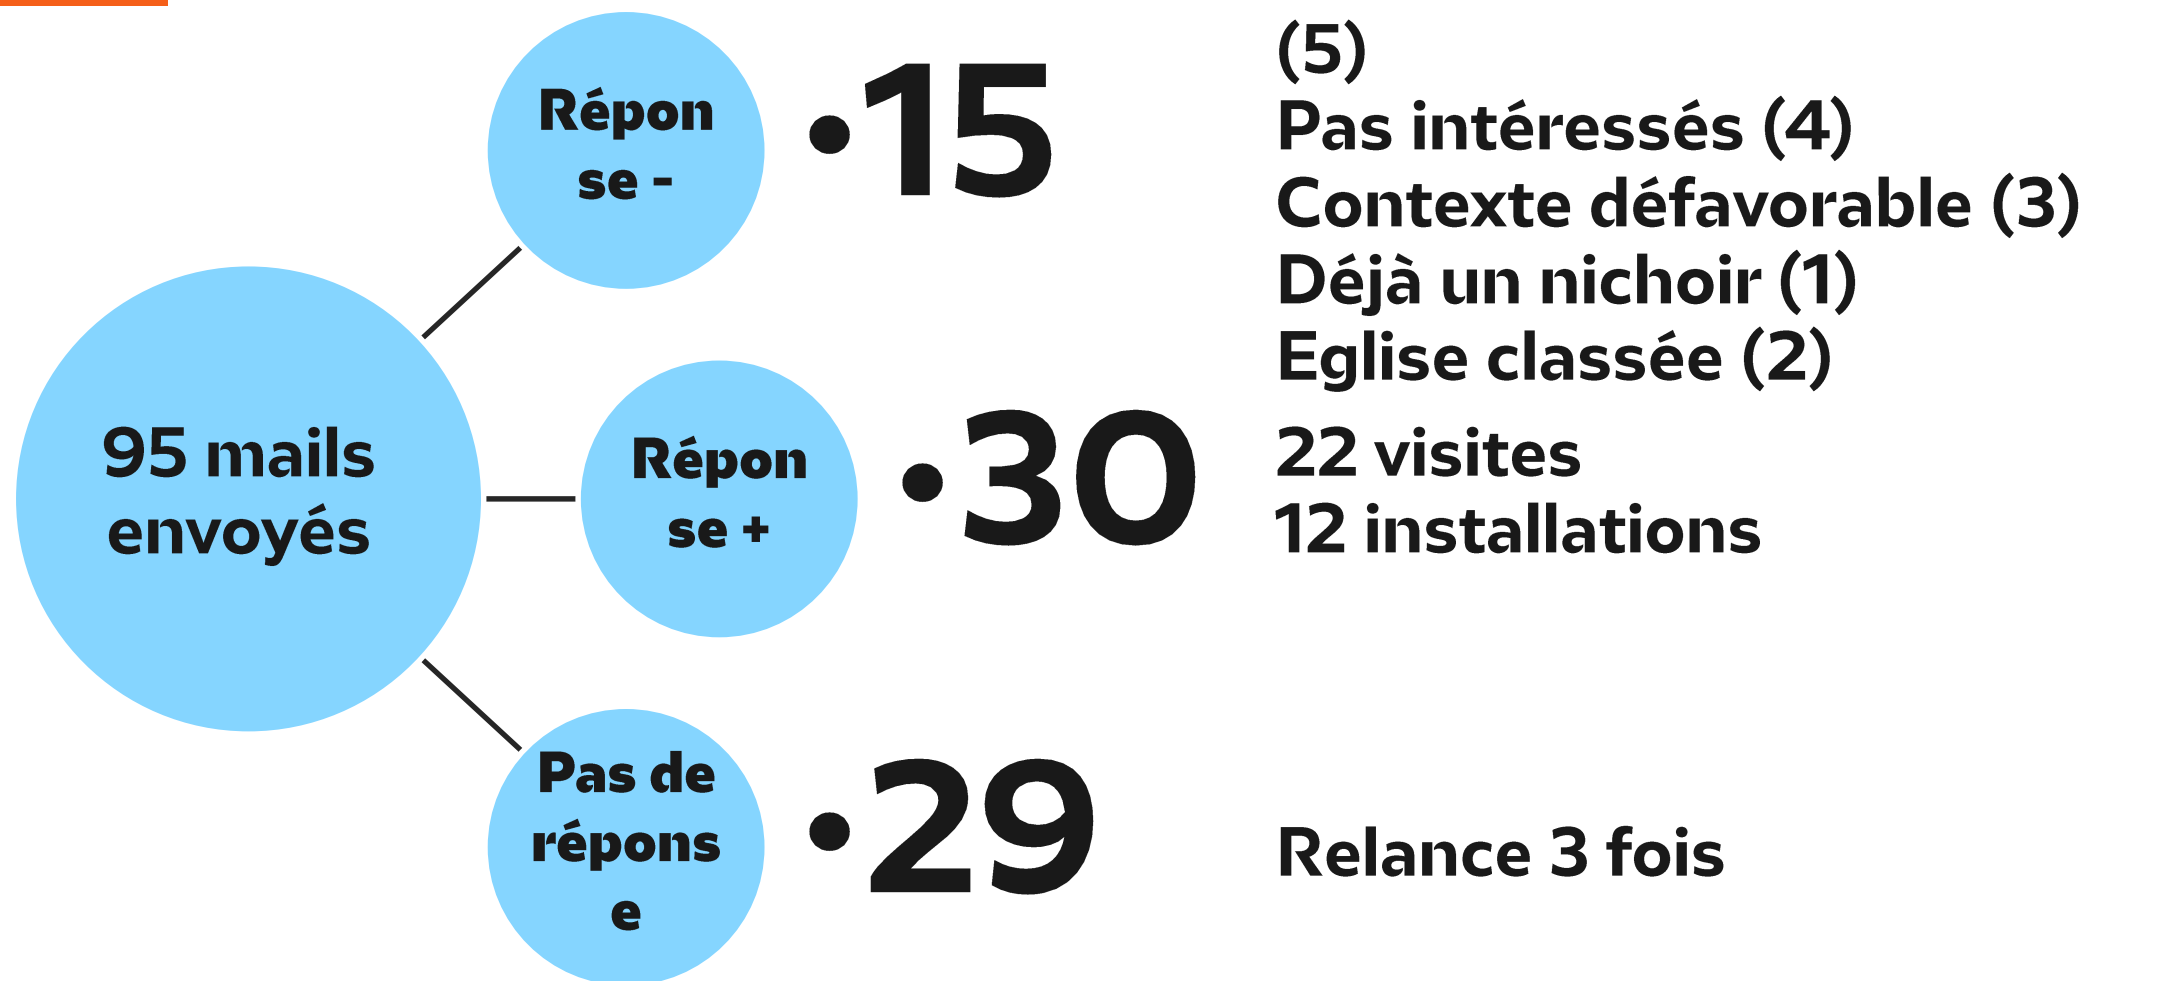 Répon
se -
•15
(5)
Pas intéressés (4)
Contexte défavorable (3)
Déjà un nichoir (1)
Eglise classée (2)
95 mails
envoyés
Répon
se +
•30
22 visites
12 installations
Pas de
répons
e
•29
Relance 3 fois